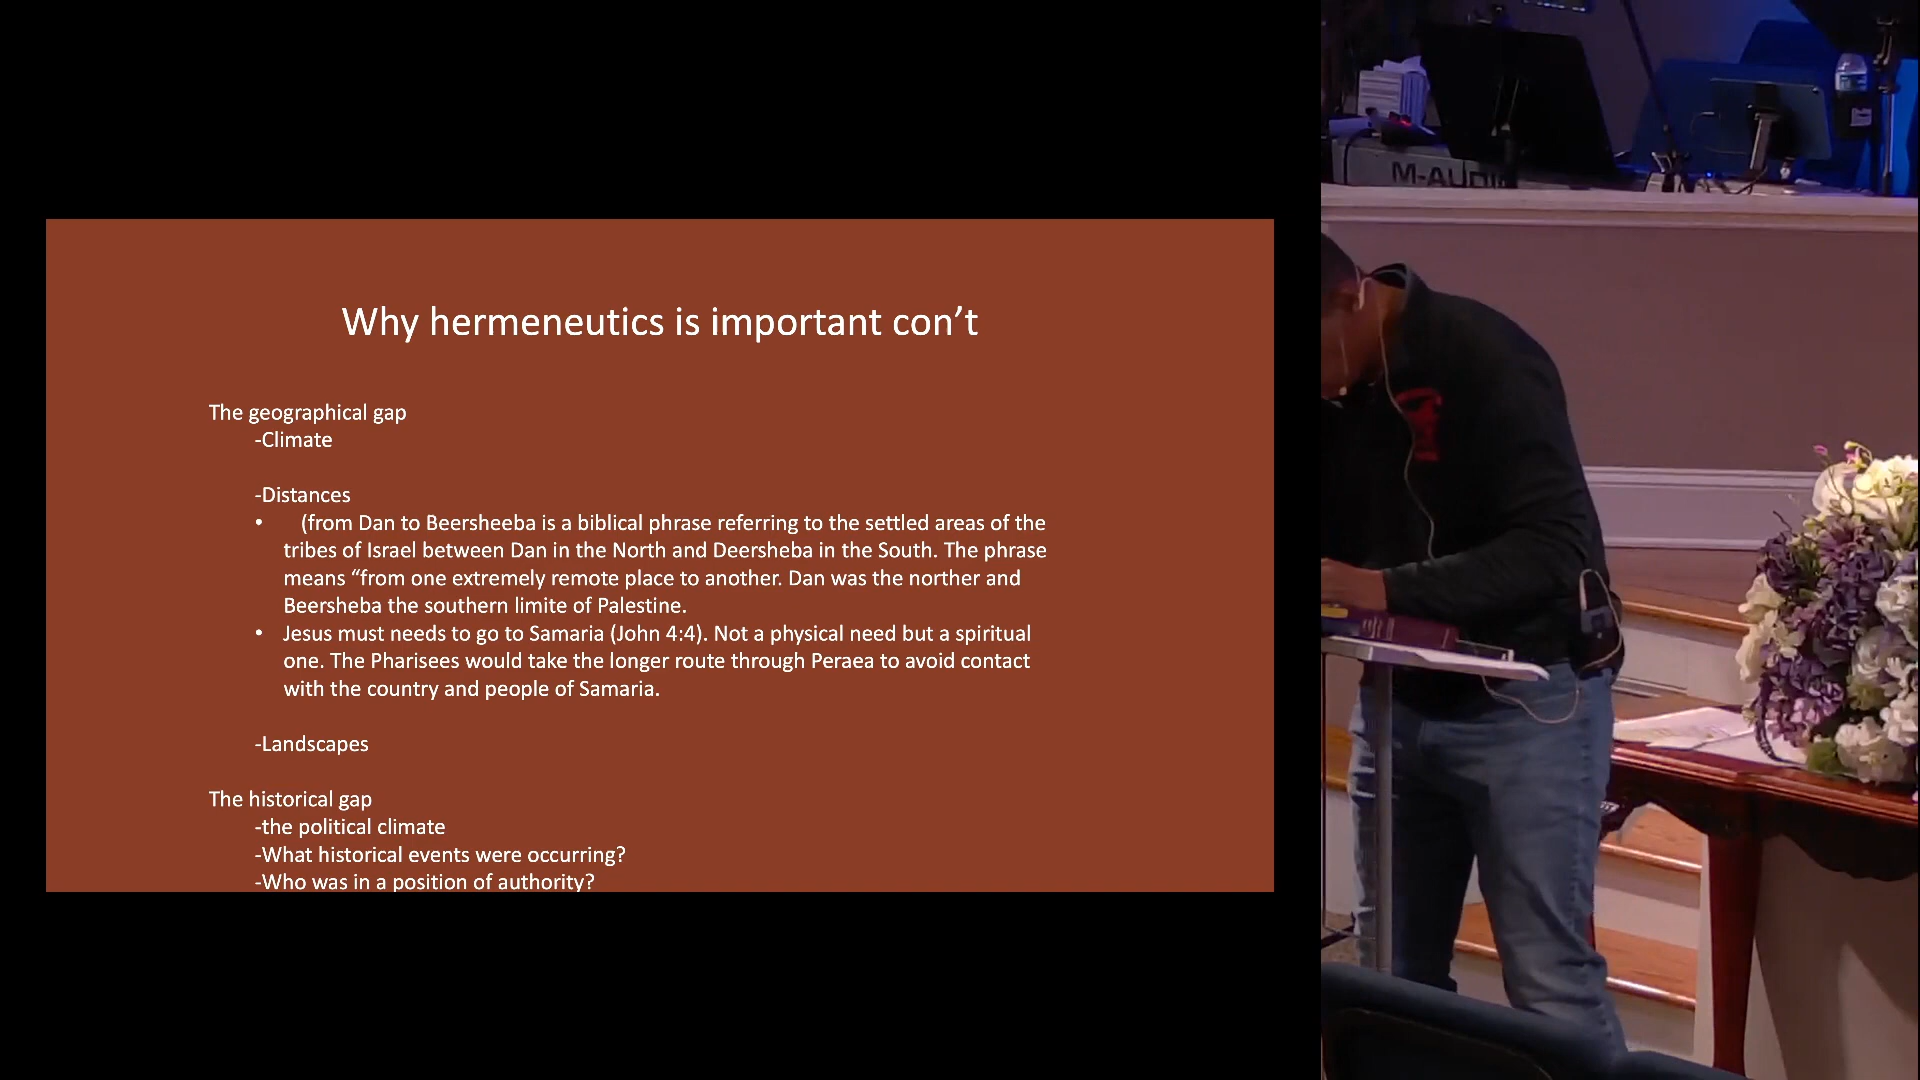 M-AUDIO
Why hermeneutics is important con’t
The geographical gap
-Climate
-Distances
• (from Dan to Beersheeba is a biblical phrase referring to the settled areas of the
tribes of Israel between Dan in the North and Deersheba in the South. The phrase
means “from one extremely remote place to another. Dan was the norther and
Beersheba the southern limite of Palestine.
• Jesus must needs to go to Samaria (John 4:4). Not a physical need but a spiritual
one. The Pharisees would take the longer route through Peraea to avoid contact
with the country and people of Samaria.
-Landscapes
The historical gap
-the political climate
-What historical events were occurring?
-Who was in a position of authority?